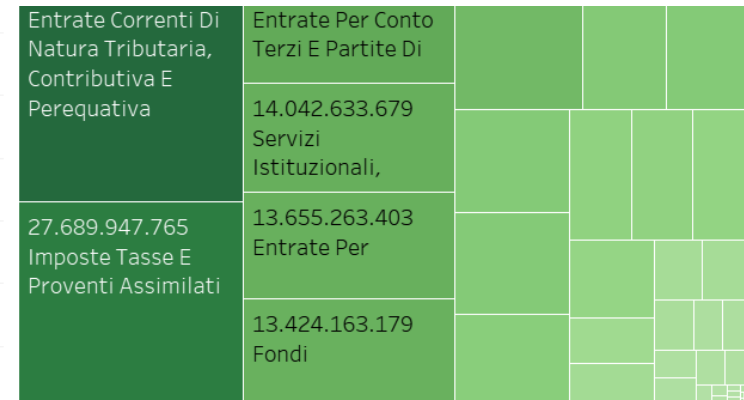 Entrate Correnti Di
Natura Tributaria,
Contributiva E
Perequativa
27.689.947.765
Imposte Tasse E
Proventi Assimilati
Entrate Per Conto
Terzi E Partite Di
14.042.633.679
Servizi
Istituzionali,
13.655.263.403
Entrate Per
13.424.163.179
Fondi